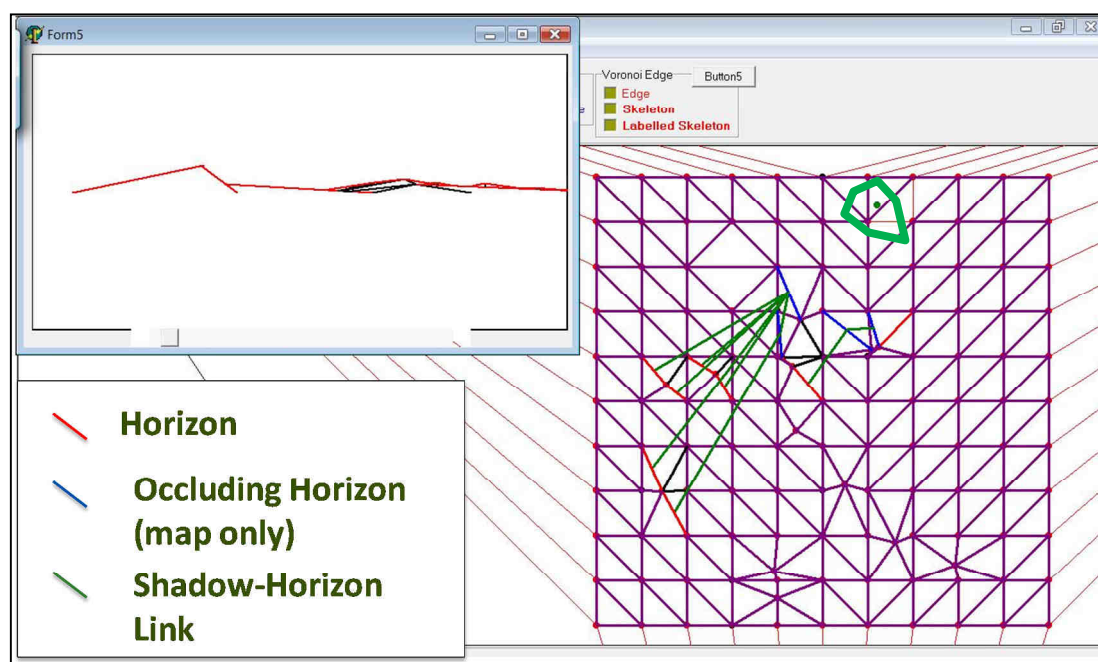 Form5
Voronoi Edge
Button5
Edge
Skeleton
Labelled Skeleton
Horizon
Occluding Horizon
(map only)
Shadow-Horizon
Link